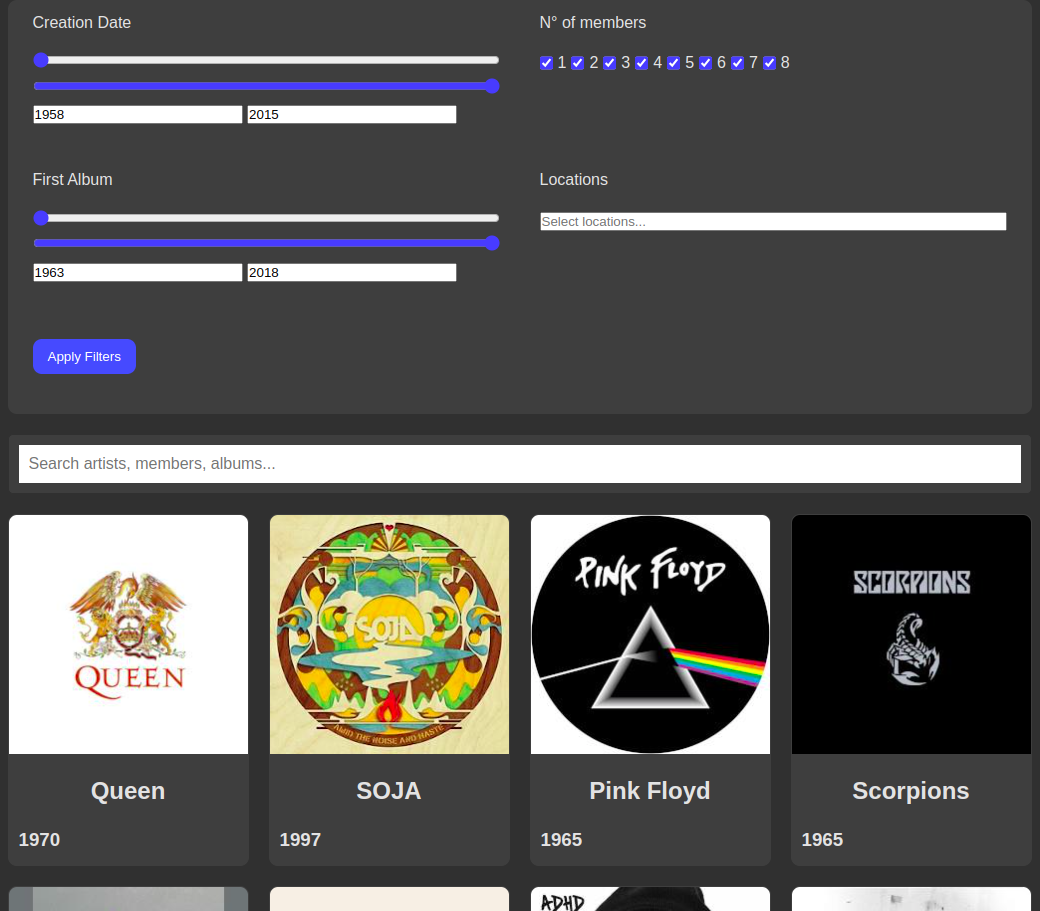 Creation Date
N° of members
1 2 3 4 5 6 7 8
1958 2015
First Album
Locations
Select locations...
1963 2018
Apply Filters
Search artists, members, albums...
QUEEN
SOJA
AMID THE NOISE AND HASTE
PINK FLOYD
SCORPIONS
Queen
SOJA
Pink Floyd
Scorpions
1970
1997
1965
1965
ADHD